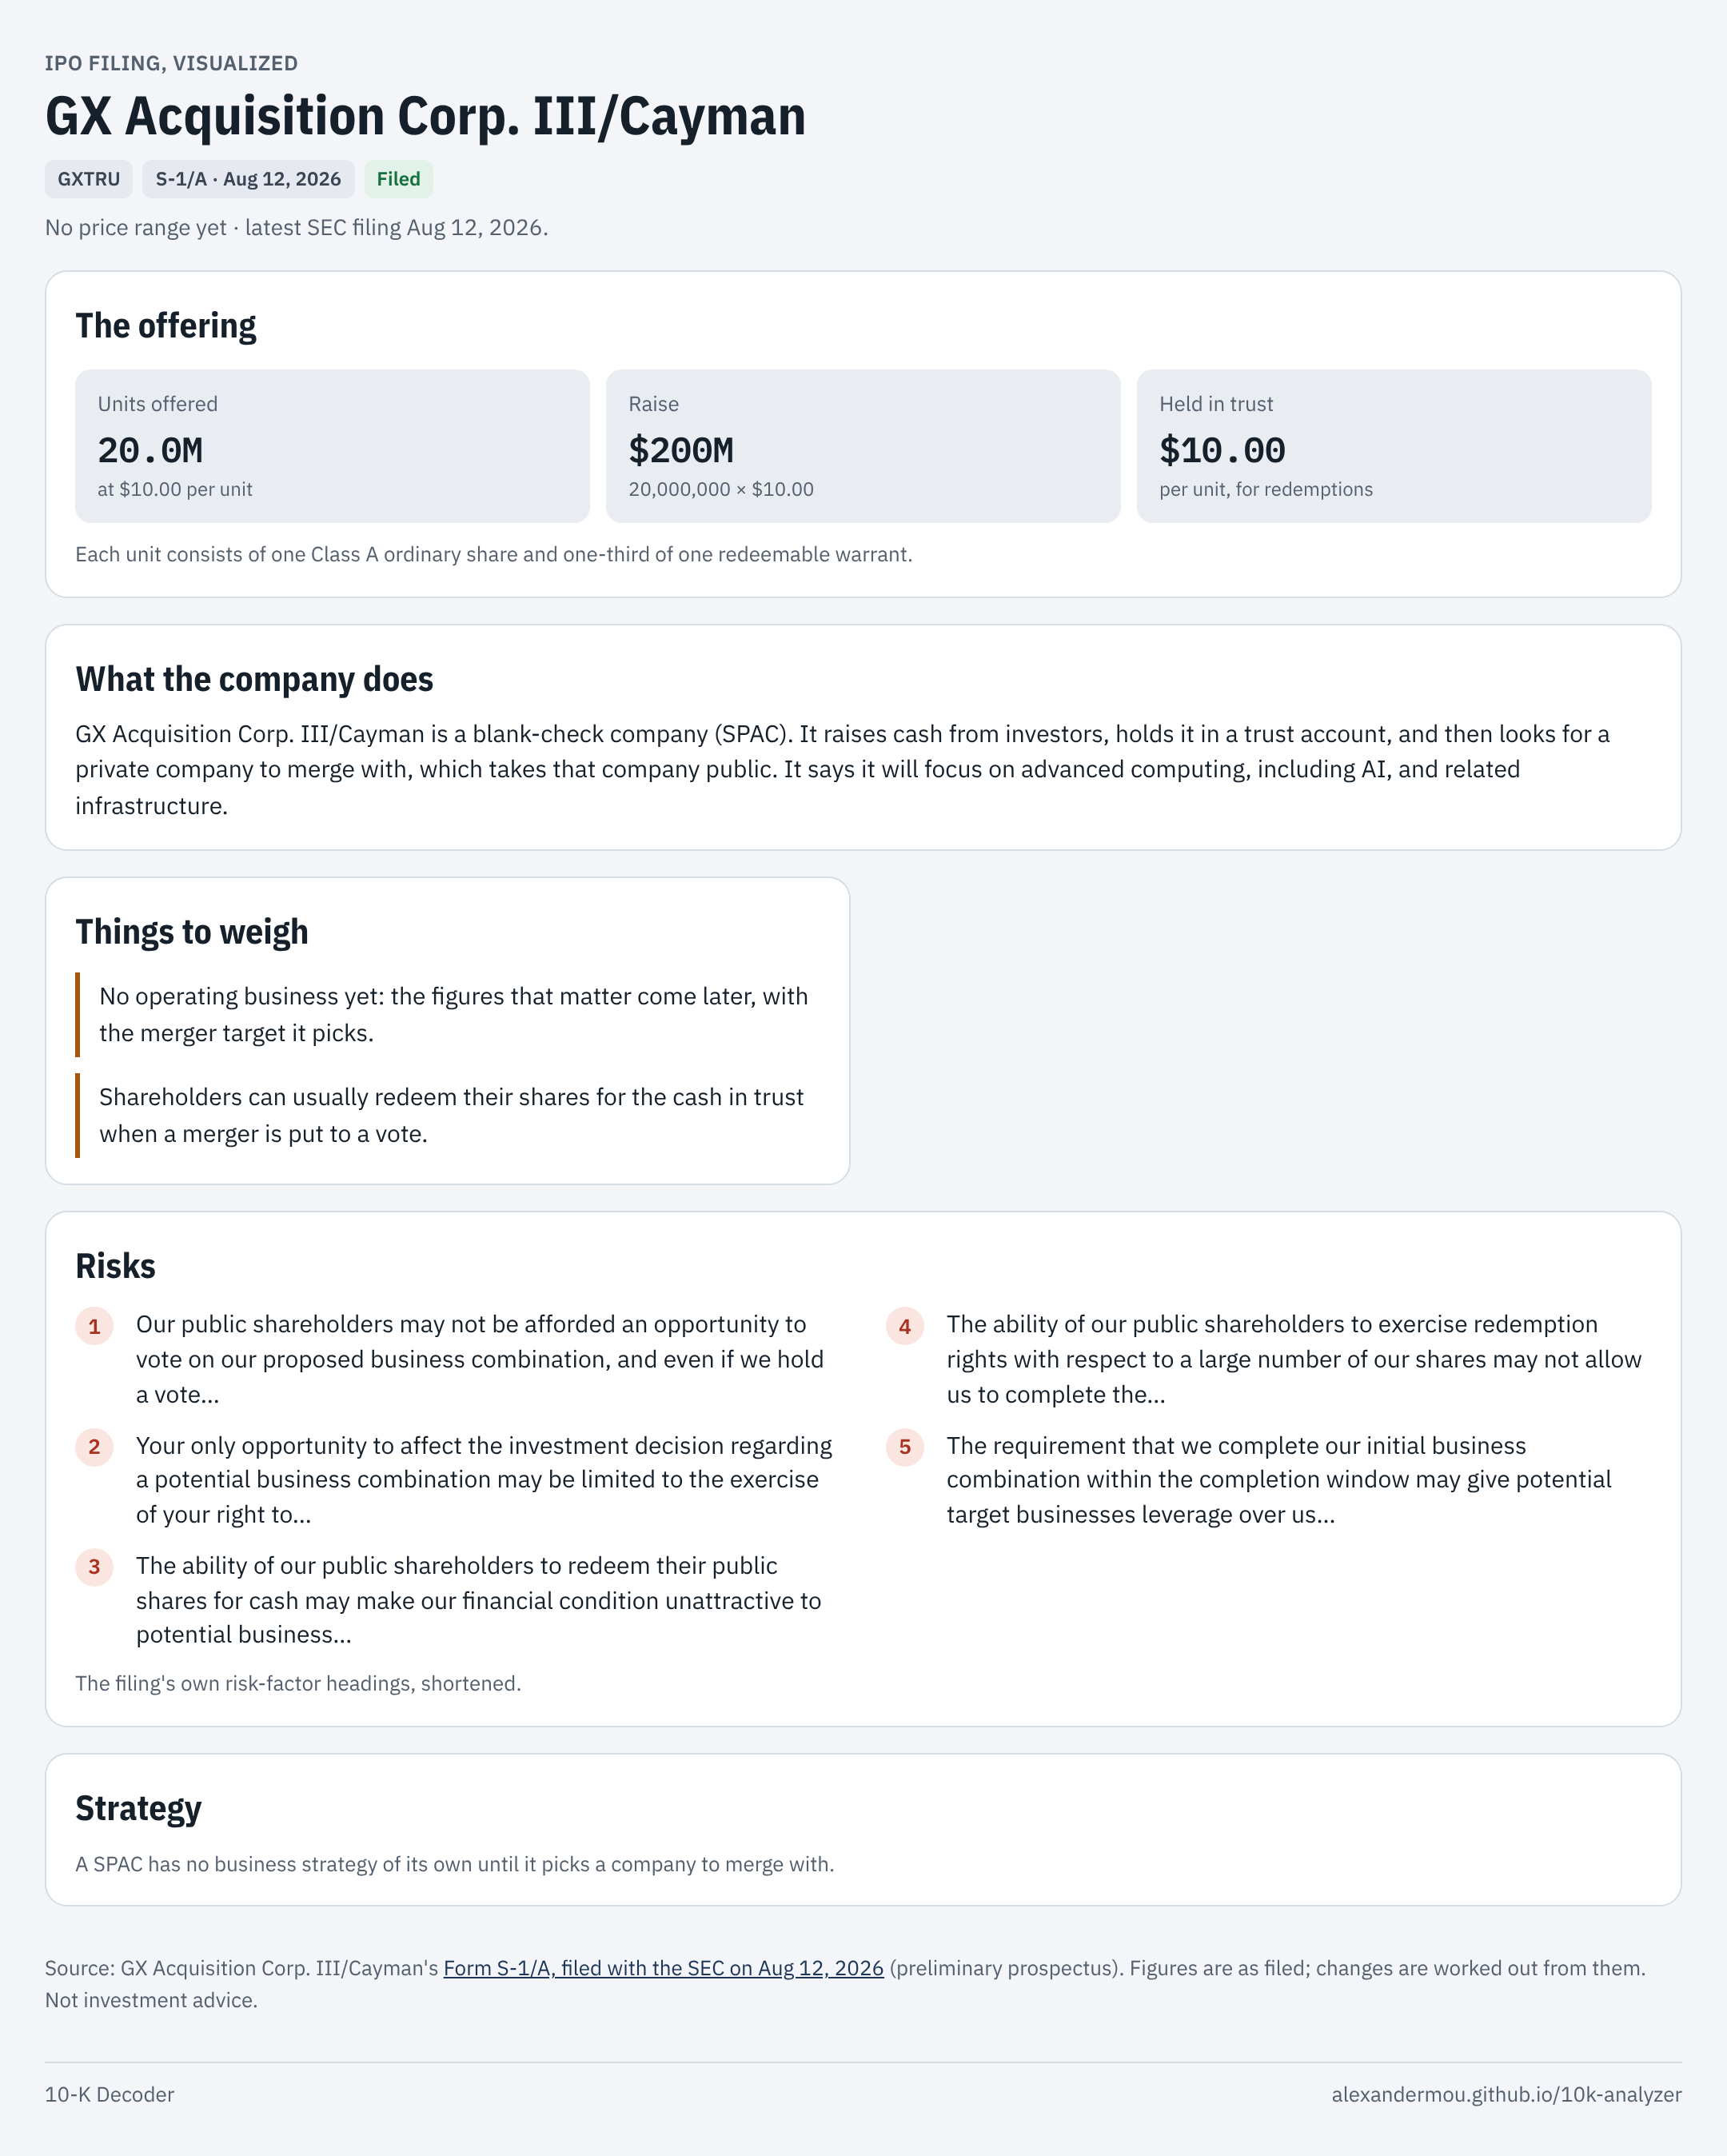 IPO FILING, VISUALIZED
GX Acquisition Corp. III/Cayman
GXTRU
S-1/A · Aug 12, 2026
Filed
No price range yet · latest SEC filing Aug 12, 2026.
The offering
Units offered
20.0M
at $10.00 per unit
Raise
$200M
20,000,000 × $10.00
Held in trust
$10.00
per unit, for redemptions
Each unit consists of one Class A ordinary share and one-third of one redeemable warrant.
What the company does
GX Acquisition Corp. III/Cayman is a blank-check company (SPAC). It raises cash from investors, holds it in a trust account, and then looks for a
private company to merge with, which takes that company public. It says it will focus on advanced computing, including AI, and related
infrastructure.
Things to weigh
No operating business yet: the figures that matter come later, with
the merger target it picks.
Shareholders can usually redeem their shares for the cash in trust
when a merger is put to a vote.
Risks
1
Our public shareholders may not be afforded an opportunity to
vote on our proposed business combination, and even if we hold
a vote…
2
Your only opportunity to affect the investment decision regarding
a potential business combination may be limited to the exercise
of your right to…
3
The ability of our public shareholders to redeem their public
shares for cash may make our financial condition unattractive to
potential business…
4
The ability of our public shareholders to exercise redemption
rights with respect to a large number of our shares may not allow
us to complete the…
5
The requirement that we complete our initial business
combination within the completion window may give potential
target businesses leverage over us…
The filing's own risk-factor headings, shortened.
Strategy
A SPAC has no business strategy of its own until it picks a company to merge with.
Source: GX Acquisition Corp. III/Cayman's Form S-1/A, filed with the SEC on Aug 12, 2026 (preliminary prospectus). Figures are as filed; changes are worked out from them.
Not investment advice.
10-K Decoder
alexandermou.github.io/10k-analyzer